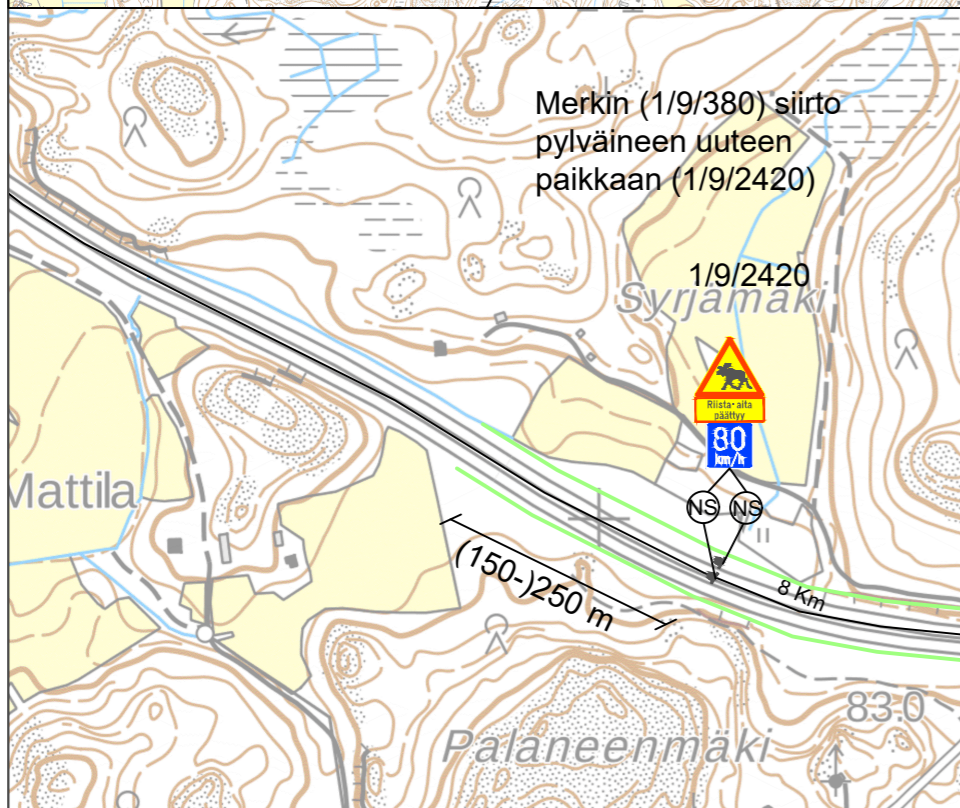 Merkin (1/9/380) siirto
pylväineen uuteen
paikkaan (1/9/2420)
1/9/2420
Syrjämäki
Riista-aita
päättyy
80
km/h
NS NS
Mattila
(150-)250 m
8 Km
83.0
Palaneenmäki